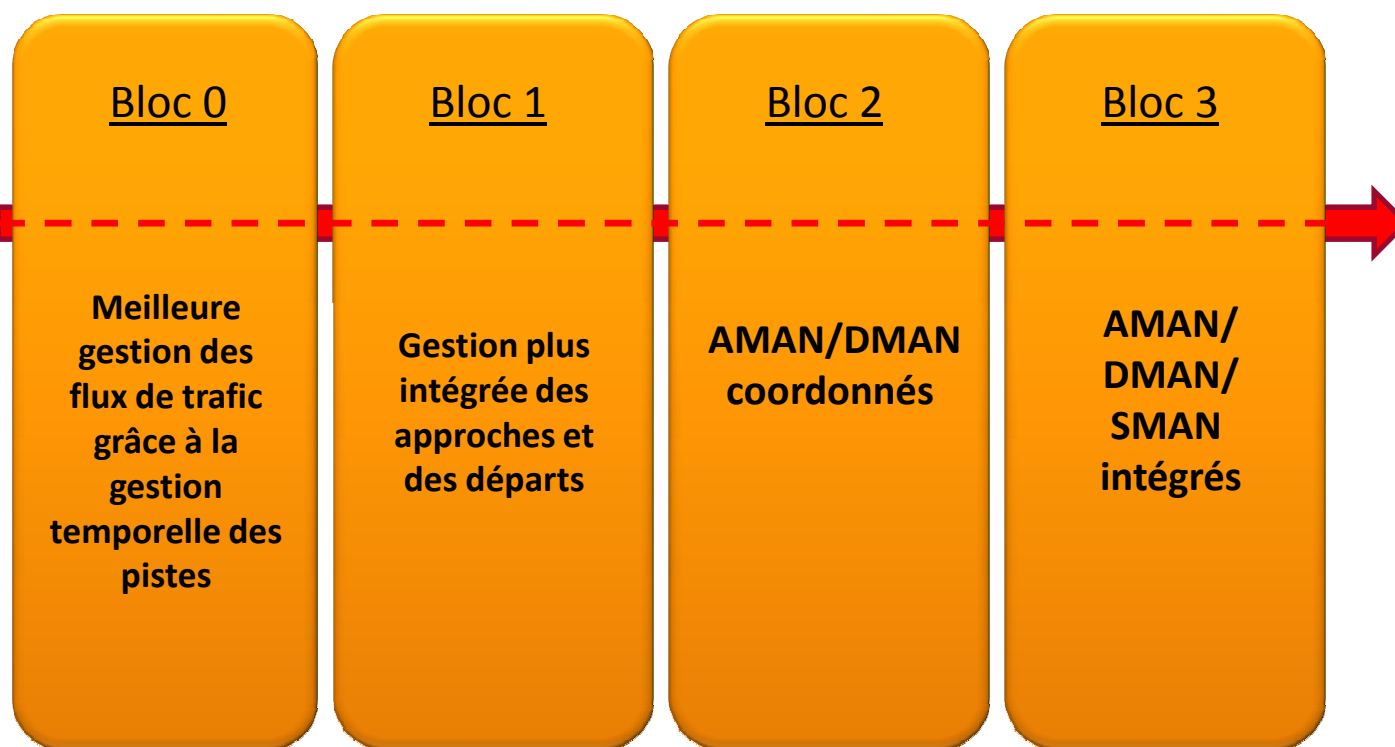 Bloc 0
Meilleure
gestion des
flux de trafic
grâce à la
gestion
temporelle des
pistes
Bloc 1
Gestion plus
intégrée des
approches et
des départs
Bloc 2
AMAN/DMAN
coordonnés
Bloc 3
AMAN/
DMAN/
SMAN
intégrés